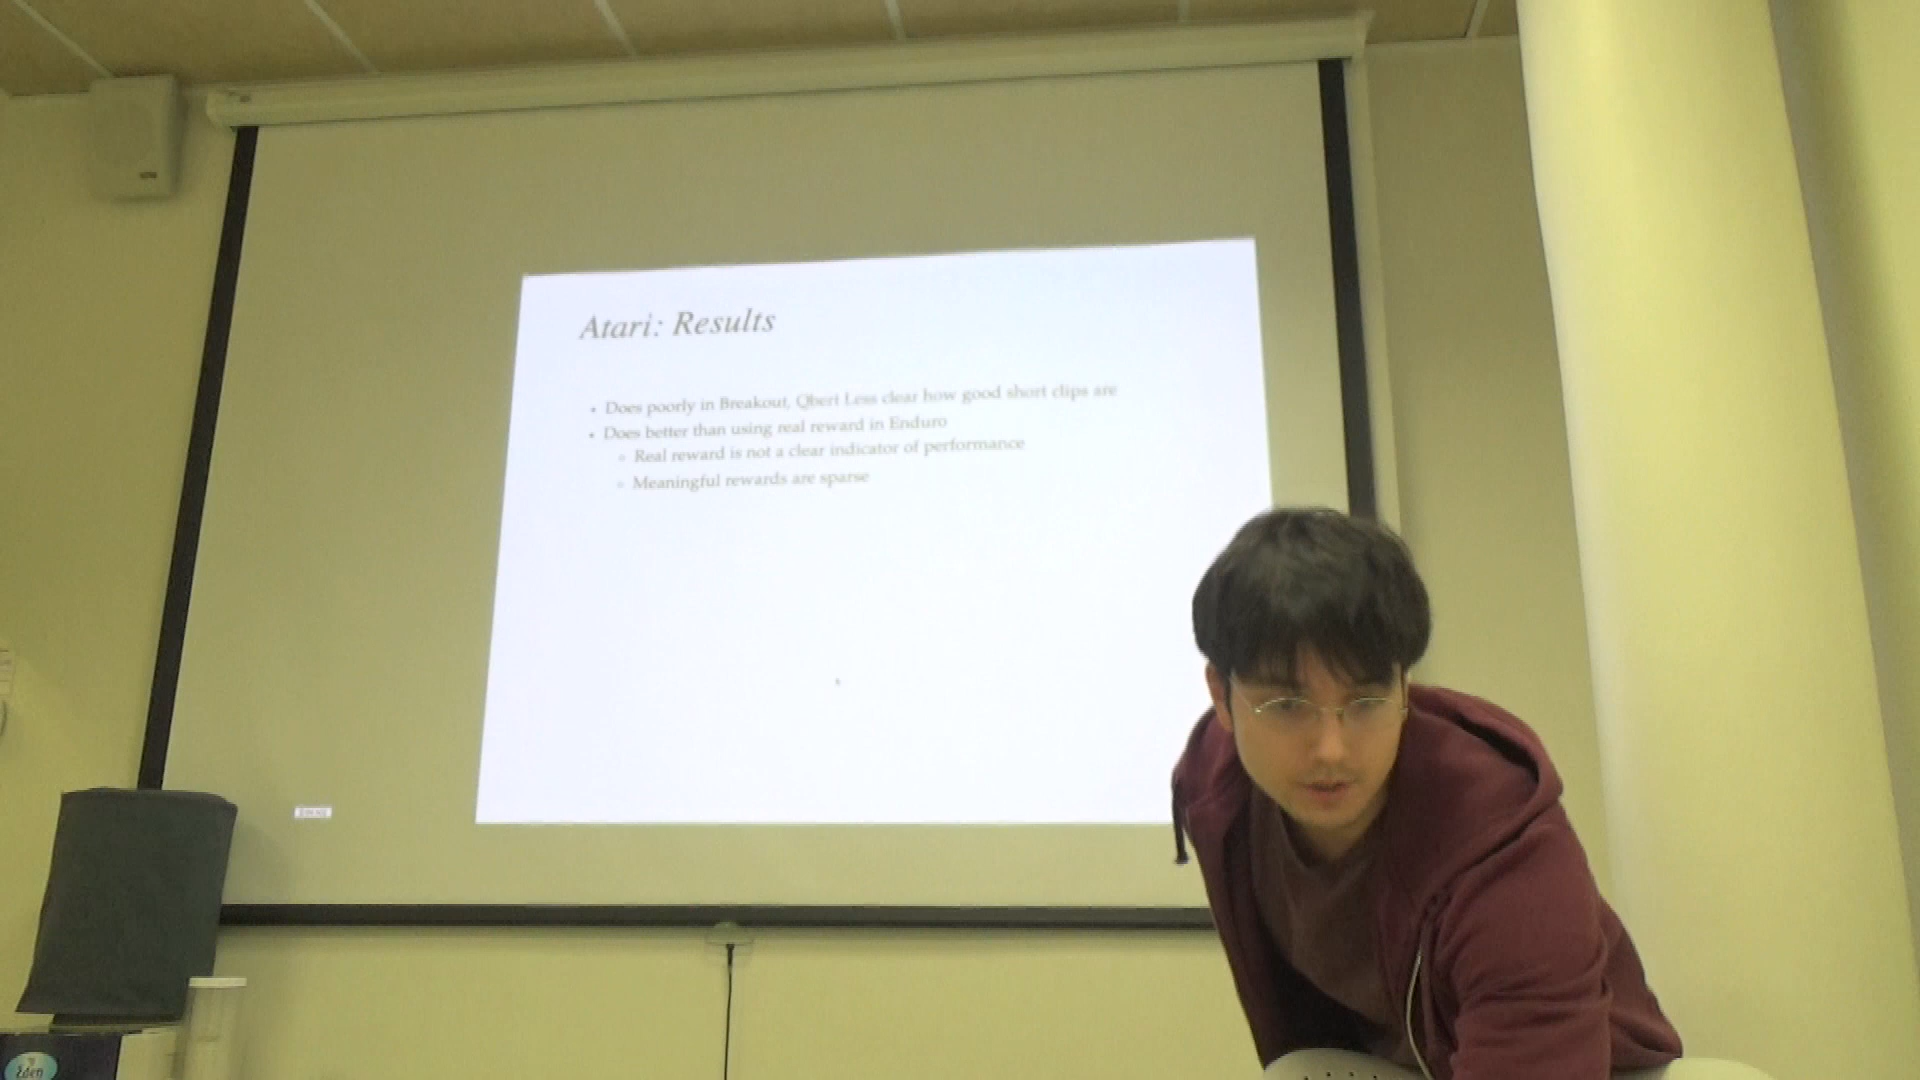 Atari: Results
• Does poorly in Breakout, Qbert Less clear how good short clips are
• Does better than using real reward in Enduro
◦ Real reward is not a clear indicator of performance
◦ Meaningful rewards are sparse
Eden